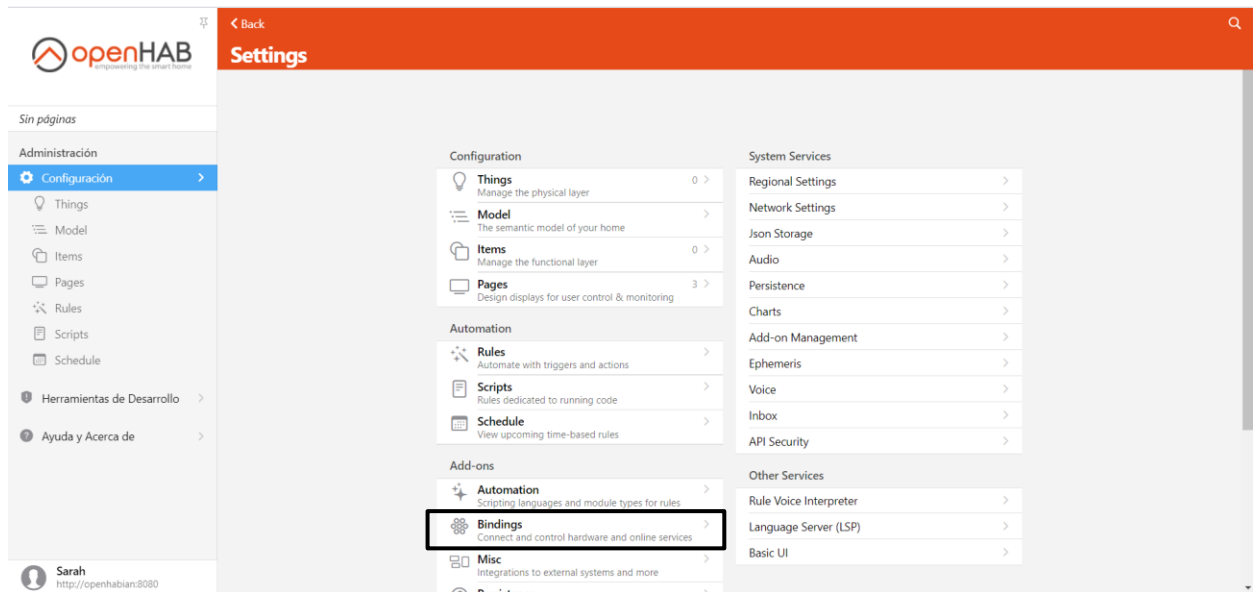 openHAB
empowering the smart home
Sin páginas
Administración
Configuración
Things
Model
Items
Pages
Rules
Scripts
Schedule
Herramientas de Desarrollo
Ayuda y Acerca de
Sarah
http://openhabian:8080
Back
Settings
Configuration
Things 0
Manage the physical layer
Model
The semantic model of your home
Items 0
Manage the functional layer
Pages 3
Design displays for user control & monitoring
Automation
Rules
Automate with triggers and actions
Scripts
Rules dedicated to running code
Schedule
View upcoming time-based rules
Add-ons
Automation
Scripting languages and module types for rules
Bindings
Connect and control hardware and online services
Misc
Integrations to external systems and more
System Services
Regional Settings
Network Settings
Json Storage
Audio
Persistence
Charts
Add-on Management
Ephemeris
Voice
Inbox
API Security
Other Services
Rule Voice Interpreter
Language Server (LSP)
Basic UI